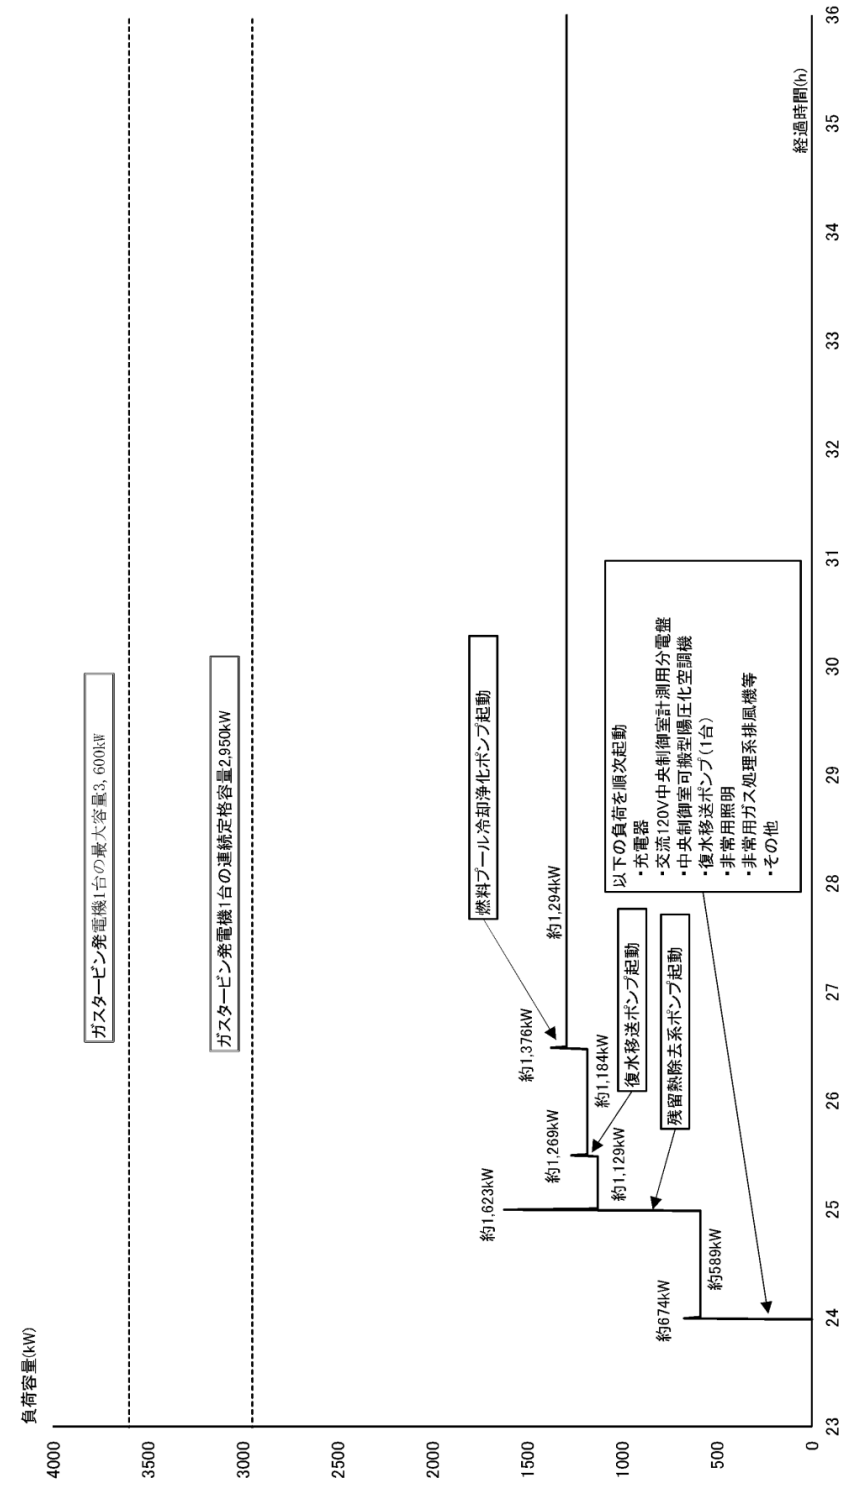 負荷容量(kW)
4000
3500
3000
2500
2000
1500
1000
500
0
ガスタービン発電機1台の最大容量3,600kW
ガスタービン発電機1台の連続定格容量2,950kW
燃料プール冷却浄化ポンプ起動
約1,623kW
約1,376kW
約1,294kW
約1,269kW
約1,184kW
約1,129kW
復水移送ポンプ起動
残留熱除去系ポンプ起動
約674kW
約589kW
以下の負荷を順次起動
・充電器
・交流120V中央制御室計測用分電盤
・中央制御室可搬型陽圧化空調機
・復水移送ポンプ(1台)
・非常用照明
・非常用ガス処理系排風機等
・その他
経過時間(h)
23
24
25
26
27
28
29
30
31
32
33
34
35
36